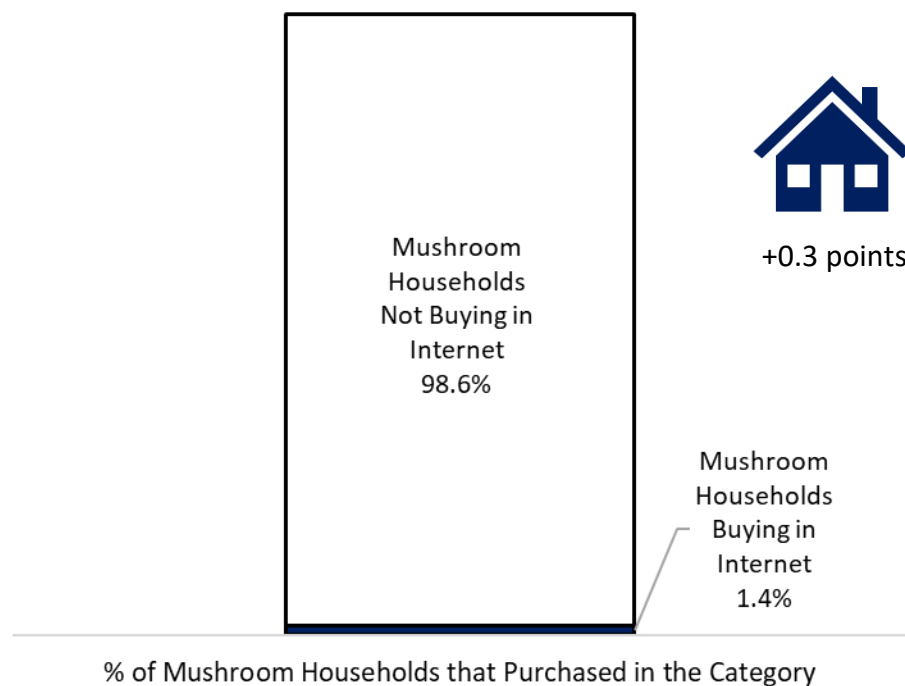 Mushroom
Households
Not Buying in
Internet
98.6%
+0.3 points
Mushroom
Households
Buying in
Internet
1.4%
% of Mushroom Households that Purchased in the Category